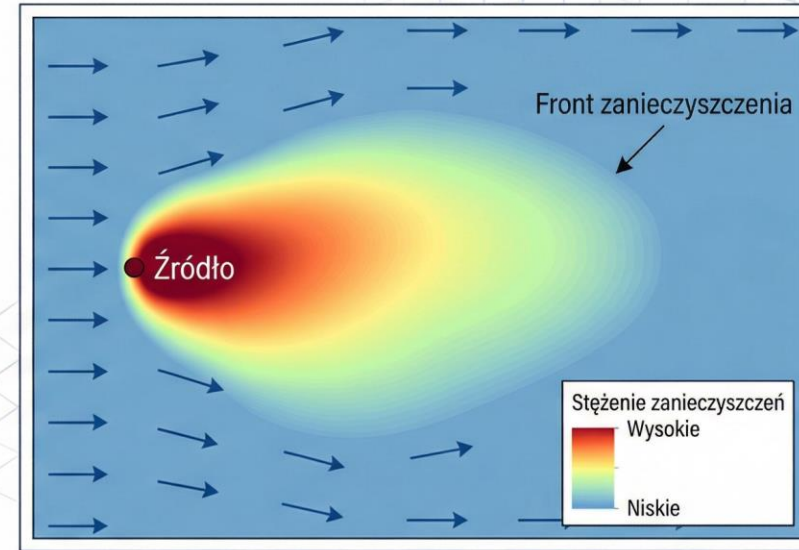 Front zanieczyszczenia
Źródło
Stężenie zanieczyszczeń
Wysokie
Niskie